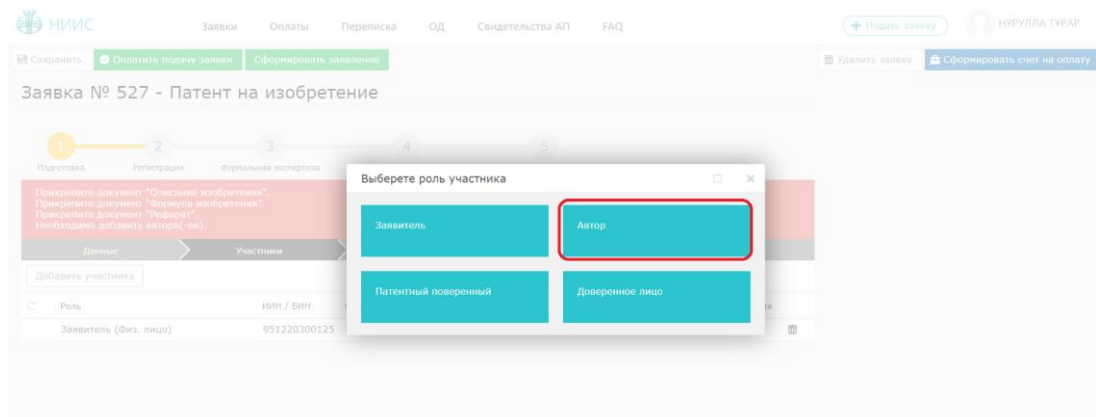 НИИС
Заявки Оплаты Переписка ОД Свидетельства АП FAQ
+ Подать заявку
НУРУЛЛА ТҰРАР
Сохранить Оплатить подачу заявки Сформировать заявление
Удалить заявку Сформировать счет на оплату
Заявка № 527 - Патент на изобретение
1 2 3 4 5
Подготовка Регистрация Формальная экспертиза
Выберете роль участника
Прикрепите документ "Описание изобретения".
Прикрепите документ "Формула изобретения".
Прикрепите документ "Реферат".
Необходимо добавить автора(-ов).
Заявитель Автор
Данные Участники
Добавить участника
Патентный поверенный Доверенное лицо
Роль ИИН / БИН
Заявитель (Физ. лицо) 951220300125